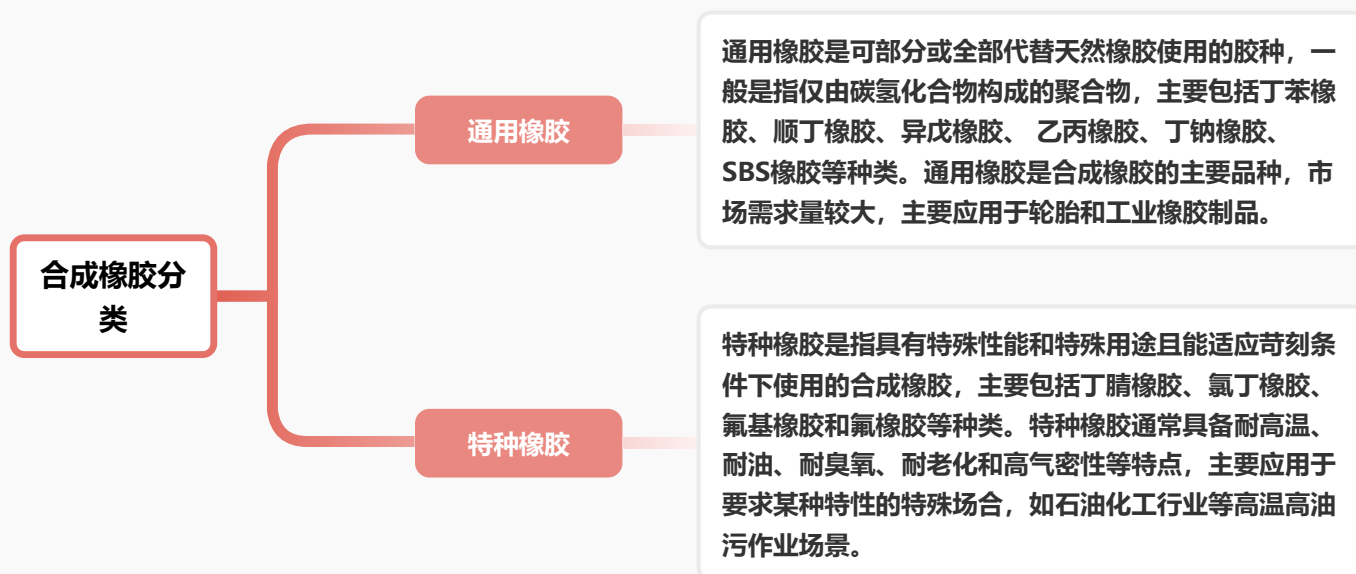 通用橡胶是可部分或全部代替天然橡胶使用的胶种，一
般是指仅由碳氢化合物构成的聚合物，主要包括丁苯橡
胶、顺丁橡胶、异戊橡胶、 乙丙橡胶、丁钠橡胶、
SBS橡胶等种类。通用橡胶是合成橡胶的主要品种，市
场需求量较大，主要应用于轮胎和工业橡胶制品。
通用橡胶
合成橡胶分
类
特种橡胶是指具有特殊性能和特殊用途且能适应苛刻条
件下使用的合成橡胶，主要包括丁腈橡胶、氯丁橡胶、
氟基橡胶和氟橡胶等种类。特种橡胶通常具备耐高温、
耐油、耐臭氧、耐老化和高气密性等特点，主要应用于
要求某种特性的特殊场合，如石油化工行业等高温高油
污作业场景。
特种橡胶